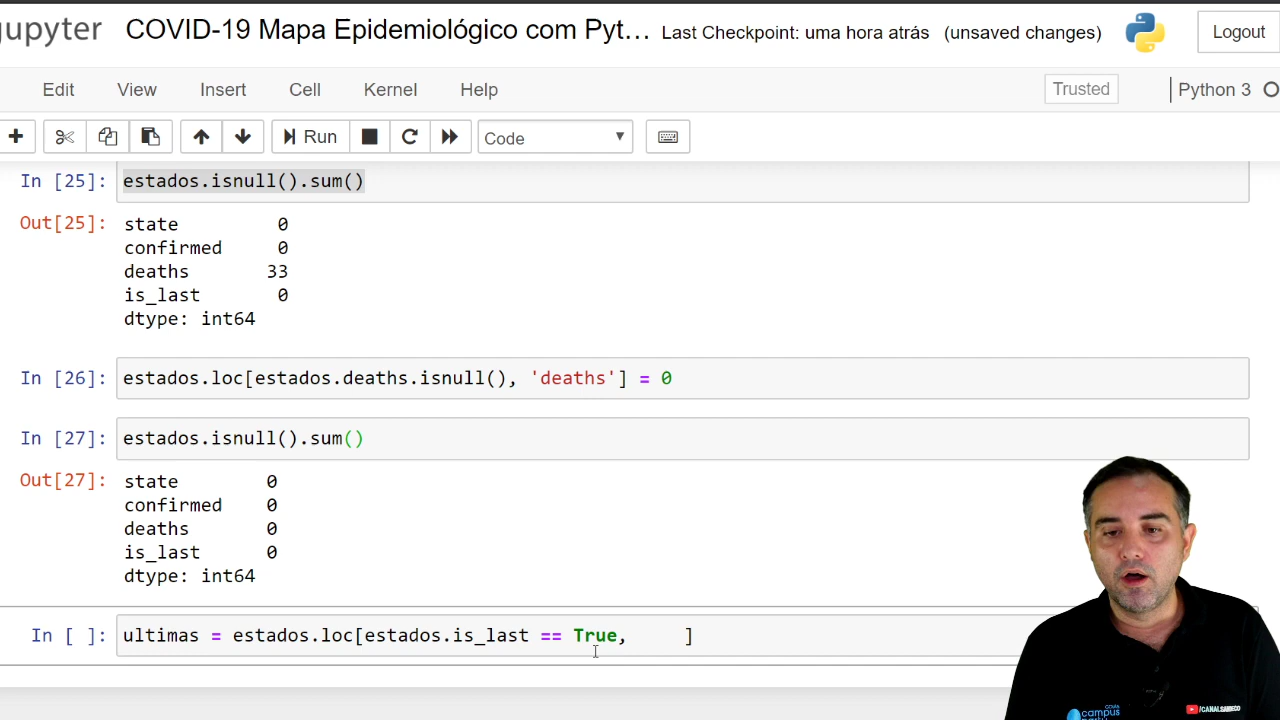 jupyter COVID-19 Mapa Epidemiológico com Pyt... Last Checkpoint: uma hora atrás (unsaved changes) Logout
Edit View Insert Cell Kernel Help Trusted Python 3
Run Code
In [25]: estados.isnull().sum()
Out[25]: state 0
confirmed 0
deaths 33
is_last 0
dtype: int64
In [26]: estados.loc[estados.deaths.isnull(), 'deaths'] = 0
In [27]: estados.isnull().sum()
Out[27]: state 0
confirmed 0
deaths 0
is_last 0
dtype: int64
In [ ]: ultimas = estados.loc[estados.is_last == True, ]
campus